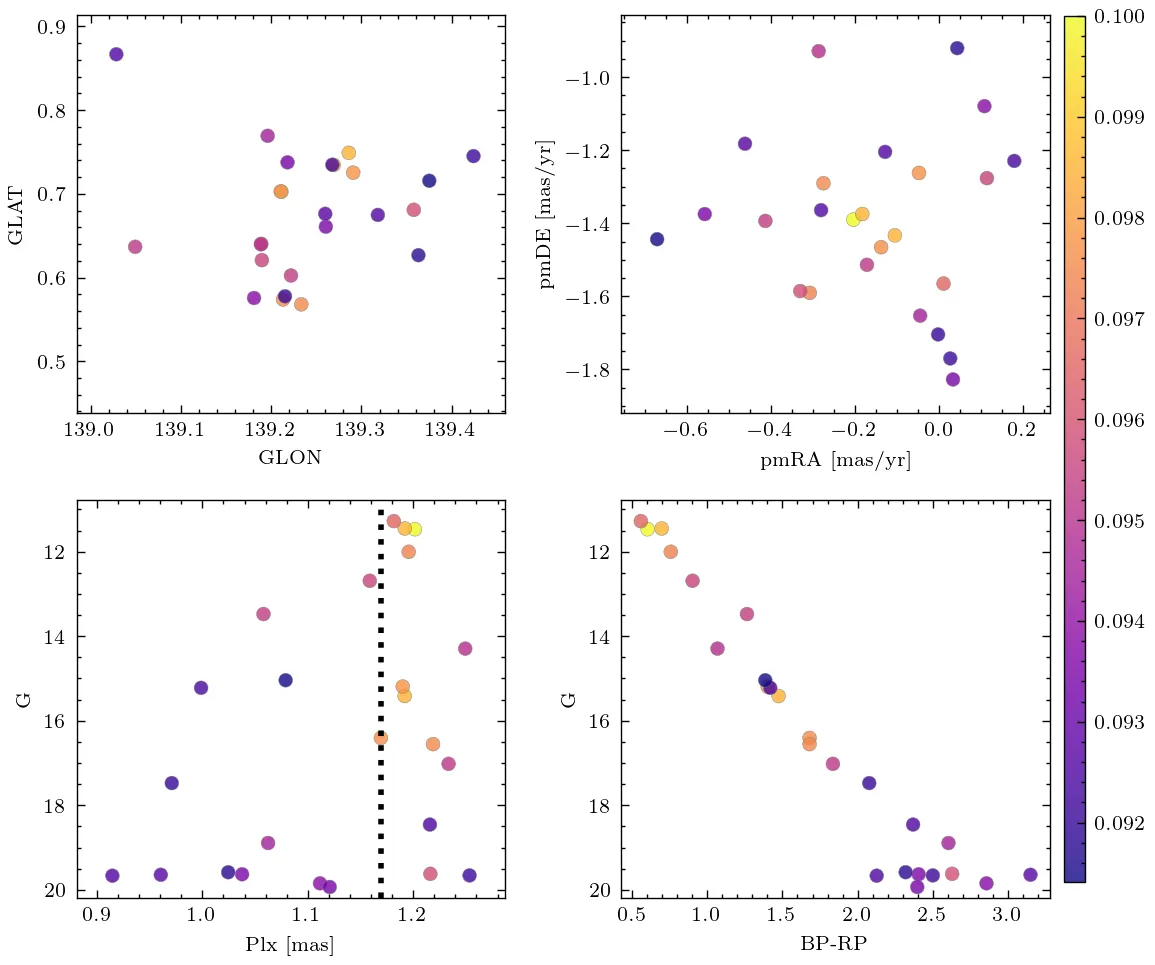 0.9
0.8
0.7
0.6
0.5
GLAT
139.0 139.1 139.2 139.3 139.4
GLON
−1.0
−1.2
−1.4
−1.6
−1.8
pmDE [mas/yr]
−0.6 −0.4 −0.2 0.0 0.2
pmRA [mas/yr]
12
14
16
18
20
G
0.9 1.0 1.1 1.2
Plx [mas]
12
14
16
18
20
G
0.5 1.0 1.5 2.0 2.5 3.0
BP-RP
0.100
0.099
0.098
0.097
0.096
0.095
0.094
0.093
0.092